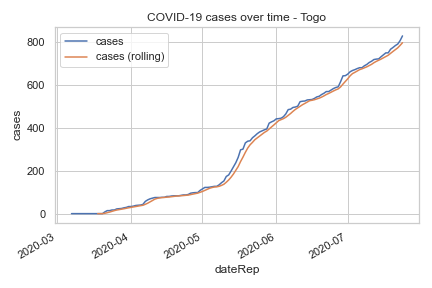 COVID-19 cases over time - Togo
cases
cases (rolling)
800
600
400
200
0
cases
2020-03
2020-04
2020-05
2020-06
2020-07
dateRep